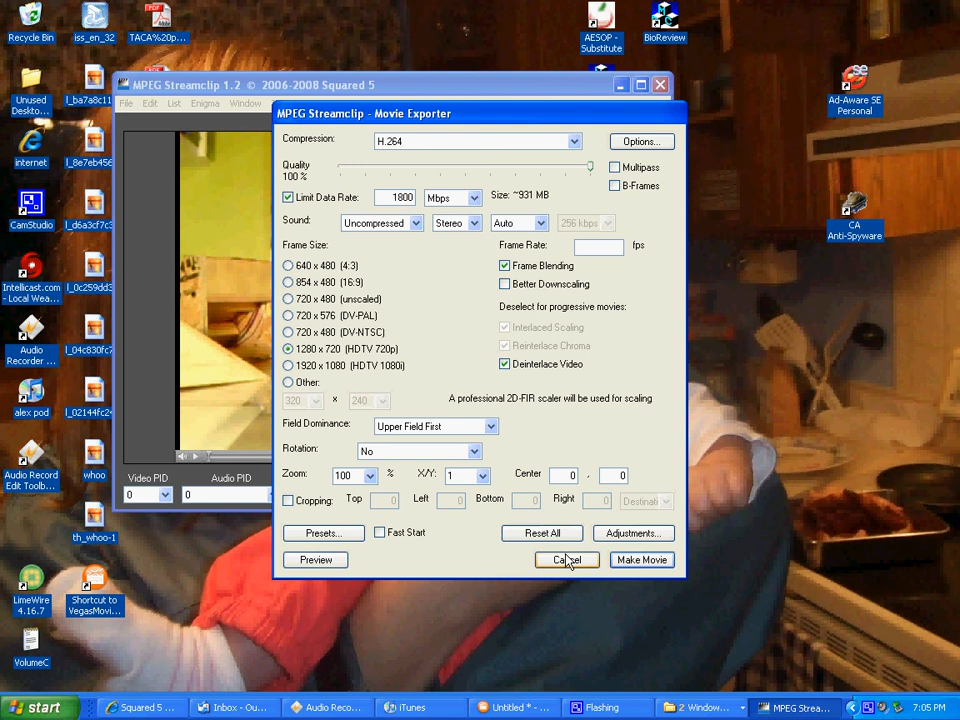 Recycle Bin
iss_en_32
TACA%20p...
AESOP -
Substitute
BioReview
Unused
Deskto...
l_ba7a8c11
internet
l_8e7eb456
CamStudio
l_d6a3cf7c3
Intellicast.com
- Local Wea...
l_0c259dd3
Audio
Recorder ...
l_04c830fc7
alex pod
l_02144fc24
Audio Record
Edit Toolb...
whoo
th_whoo-1
LimeWire
4.16.7
Shortcut to
VegasMovi...
VolumeC
Ad-Aware SE
Personal
CA
Anti-Spyware
MPEG Streamclip 1.2 © 2006-2008 Squared 5
File Edit List Enigma Window
Video PID Audio PID
0 0
MPEG Streamclip - Movie Exporter
Compression: H.264 Options...
Quality
100 %
Multipass
B-Frames
Limit Data Rate: 1800 Mbps Size: ~931 MB
Sound: Uncompressed Stereo Auto 256 kbps
Frame Size: Frame Rate: fps
640 x 480 (4:3) Frame Blending
854 x 480 (16:9) Better Downscaling
720 x 480 (unscaled) Deselect for progressive movies:
720 x 576 (DV-PAL)
720 x 480 (DV-NTSC) Interlaced Scaling
1280 x 720 (HDTV 720p) Reinterlace Chroma
1920 x 1080 (HDTV 1080i) Deinterlace Video
Other:
320 x 240 A professional 2D-FIR scaler will be used for scaling
Field Dominance: Upper Field First
Rotation: No
Zoom: 100 % X/Y: 1 Center 0 , 0
Cropping: Top 0 Left 0 Bottom 0 Right 0 Destinati
Presets... Fast Start Reset All Adjustments...
Preview Cancel Make Movie
start Squared 5 ... Inbox - Ou... Audio Reco... iTunes Untitled * - ... Flashing 2 Window... MPEG Strea... 7:05 PM